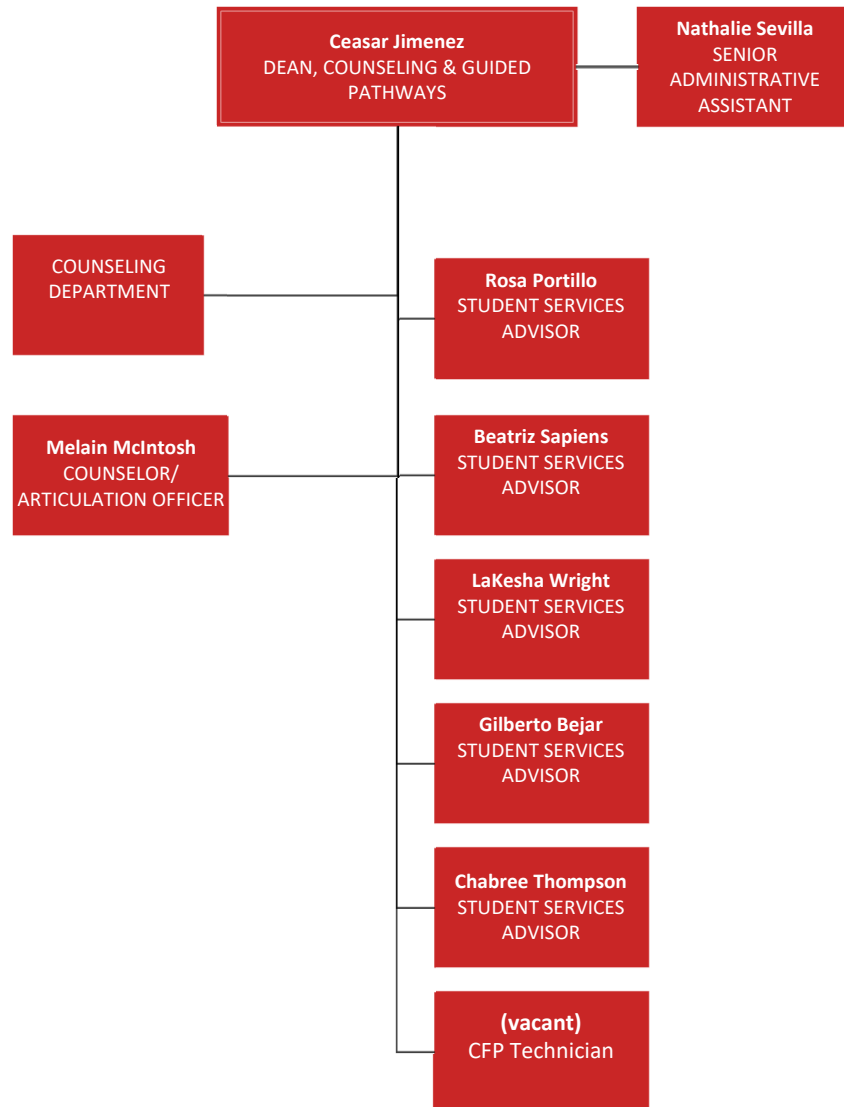 Ceasar Jimenez
DEAN, COUNSELING & GUIDED
PATHWAYS
Nathalie Sevilla
SENIOR
ADMINISTRATIVE
ASSISTANT
COUNSELING
DEPARTMENT
Rosa Portillo
STUDENT SERVICES
ADVISOR
Melain McIntosh
COUNSELOR/
ARTICULATION OFFICER
Beatriz Sapiens
STUDENT SERVICES
ADVISOR
LaKesha Wright
STUDENT SERVICES
ADVISOR
Gilberto Bejar
STUDENT SERVICES
ADVISOR
Chabree Thompson
STUDENT SERVICES
ADVISOR
(vacant)
CFP Technician